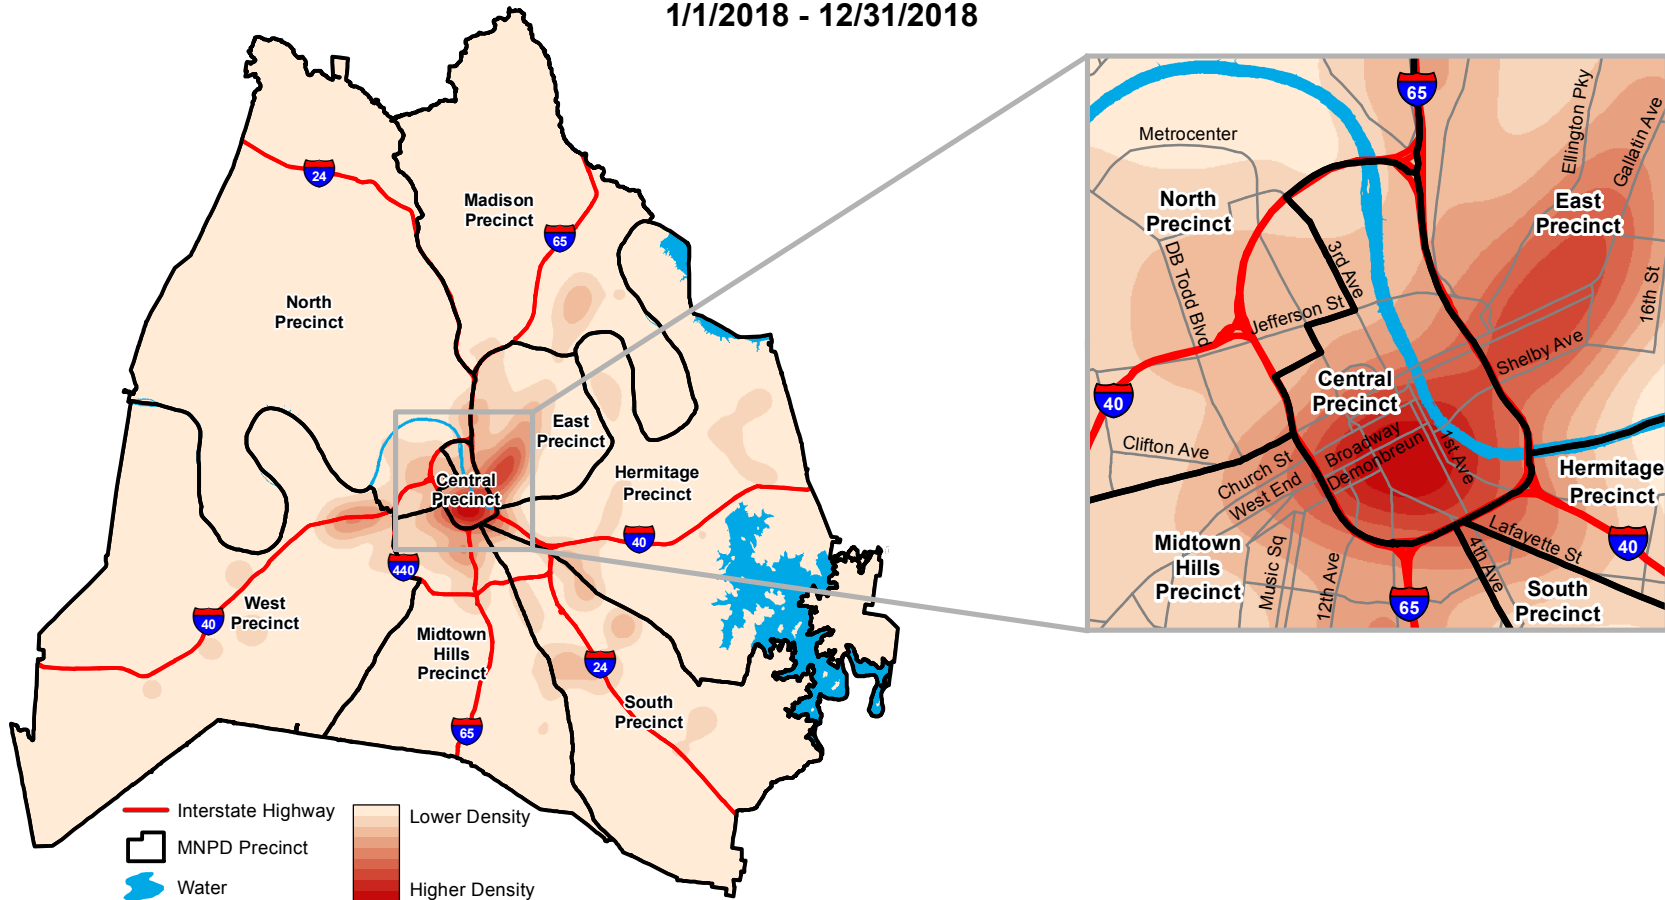 1/1/2018 - 12/31/2018
24
Madison
Precinct
65
North
Precinct
East
Precinct
Central
Precinct
Hermitage
Precinct
40
440
West
Precinct
40
Midtown
Hills
Precinct
24
South
Precinct
65
Interstate Highway
MNPD Precinct
Water
Lower Density
Higher Density
65
Metrocenter
Ellington Pky
Gallatin Ave
North
Precinct
East
Precinct
DB Todd Blvd
3rd Ave
16th St
Jefferson St
Shelby Ave
Central
Precinct
40
Clifton Ave
Broadway
Demonbreun
1st Ave
Church St
West End
Hermitage
Precinct
Lafayette St
40
Midtown
Hills
Precinct
Music Sq
12th Ave
4th Ave
65
South
Precinct